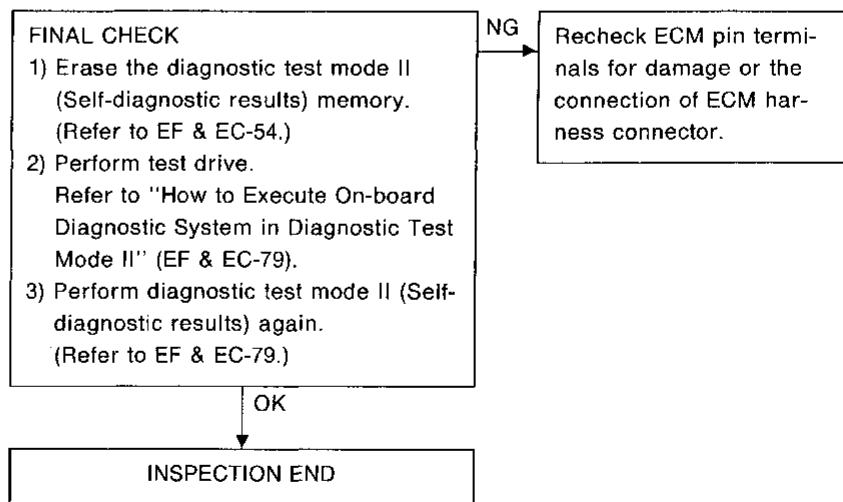 FINAL CHECK
1) Erase the diagnostic test mode II
(Self-diagnostic results) memory.
(Refer to EF & EC-54.)
2) Perform test drive.
Refer to "How to Execute On-board
Diagnostic System in Diagnostic Test
Mode II" (EF & EC-79).
3) Perform diagnostic test mode II (Self-
diagnostic results) again.
(Refer to EF & EC-79.)
NG
Recheck ECM pin termi-
nals for damage or the
connection of ECM har-
ness connector.
OK
INSPECTION END